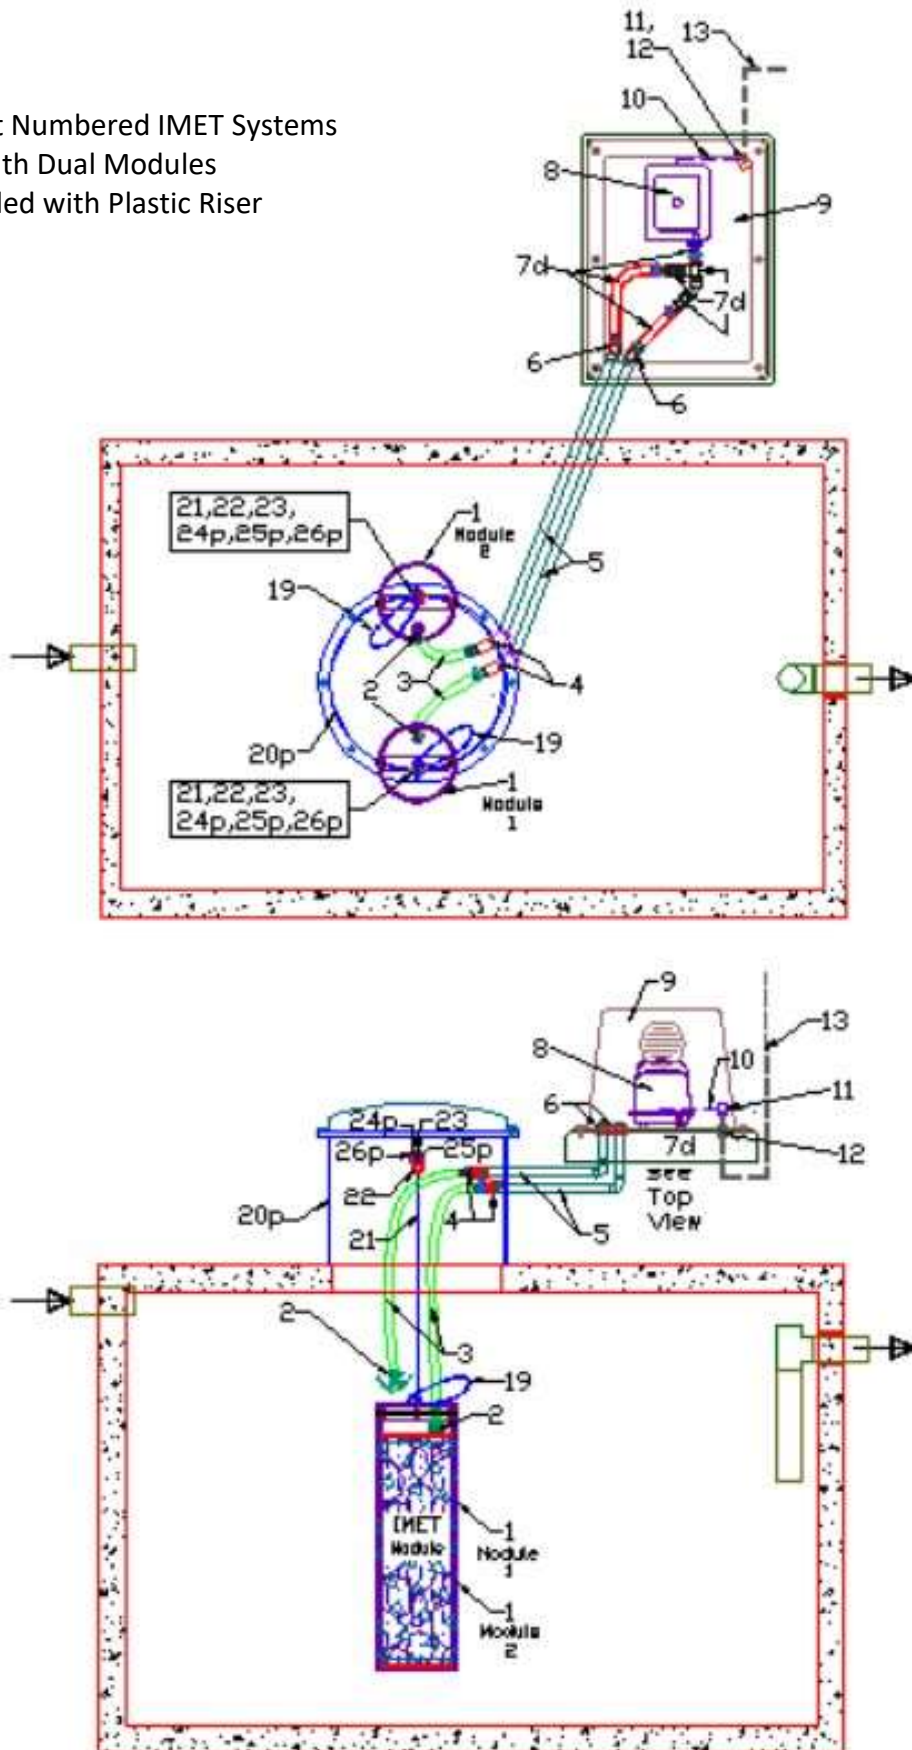 t Numbered IMET Systems
th Dual Modules
led with Plastic Riser
11,
12
13
10
8
9
7d
7d
6
6
21,22,23,
24p,25p,26p
1
Module
2
5
19
2
3
4
20p
19
21,22,23,
24p,25p,26p
1
Module
1
9
13
8
10
11
6
24p
23
7d
12
26p
25p
see
Top
View
22
20p
4
5
21
2
3
19
2
IMET
Module
1
Module
1
1
Module
2